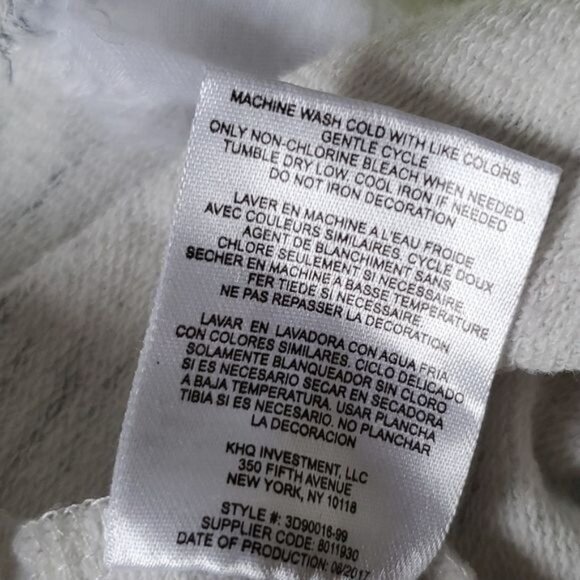 MACHINE WASH COLD WITH LIKE COLORS.
GENTLE CYCLE
ONLY NON-CHLORINE BLEACH WHEN NEEDED
TUMBLE DRY LOW. COOL IRON IF NEEDED
DO NOT IRON DECORATION
LAVER EN MACHINE A L'EAU FROIDE
AVEC COULEURS SIMILAIRES. CYCLE DOUX
AGENT DE BLANCHIMENT SANS
CHLORE SEULEMENT SI NECESSAIRE.
SECHER EN MACHINE A BASSE TEMPERATURE
FER TIEDE SI NECESSAIRE.
NE PAS REPASSER LA DECORATION
LAVAR EN LAVADORA CON AGUA FRIA
CON COLORES SIMILARES. CICLO DELICADO
SOLAMENTE BLANQUEADOR SIN CLORO
SI ES NECESARIO SECAR EN SECADORA
A BAJA TEMPERATURA. USAR PLANCHA
TIBIA SI ES NECESARIO. NO PLANCHAR
LA DECORACION
KHQ INVESTMENT, LLC
350 FIFTH AVENUE
NEW YORK, NY 10118
STYLE #: 3D90016-99
SUPPLIER CODE: 8011930
DATE OF PRODUCTION: 06/2017